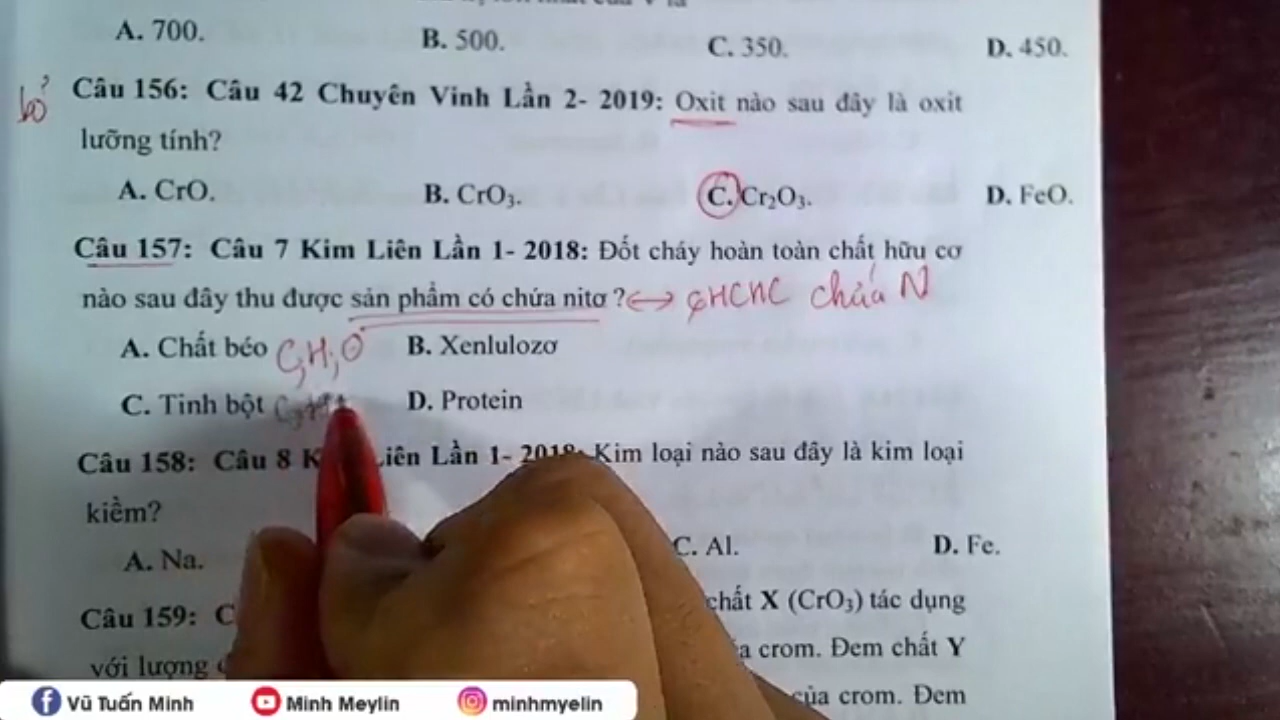 A. 700. B. 500. C. 350. D. 450.
bỏ Câu 156: Câu 42 Chuyên Vinh Lần 2- 2019: Oxit nào sau đây là oxit
lưỡng tính?
A. CrO. B. CrO₃. C. Cr₂O₃. D. FeO.
Câu 157: Câu 7 Kim Liên Lần 1- 2018: Đốt cháy hoàn toàn chất hữu cơ
nào sau đây thu được sản phẩm có chứa nitơ ? ↔ chứa N
A. Chất béo C,H,O B. Xenlulozơ
C. Tinh bột D. Protein
Câu 158: Câu 8 Liên Lần 1- 2018: Kim loại nào sau đây là kim loại
kiềm?
A. Na. C. Al. D. Fe.
Câu 159: C chất X (CrO₃) tác dụng
với lượng crom. Đem chất Y
của crom. Đem
Vũ Tuấn Minh Minh Meylin minhmyelin